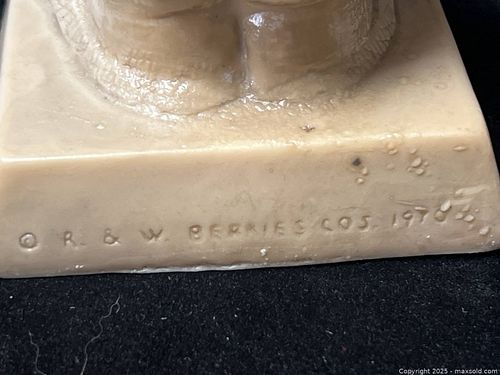 © R. & W. BERRIES COS. 1970
Copyright 2025 - maxsold.com